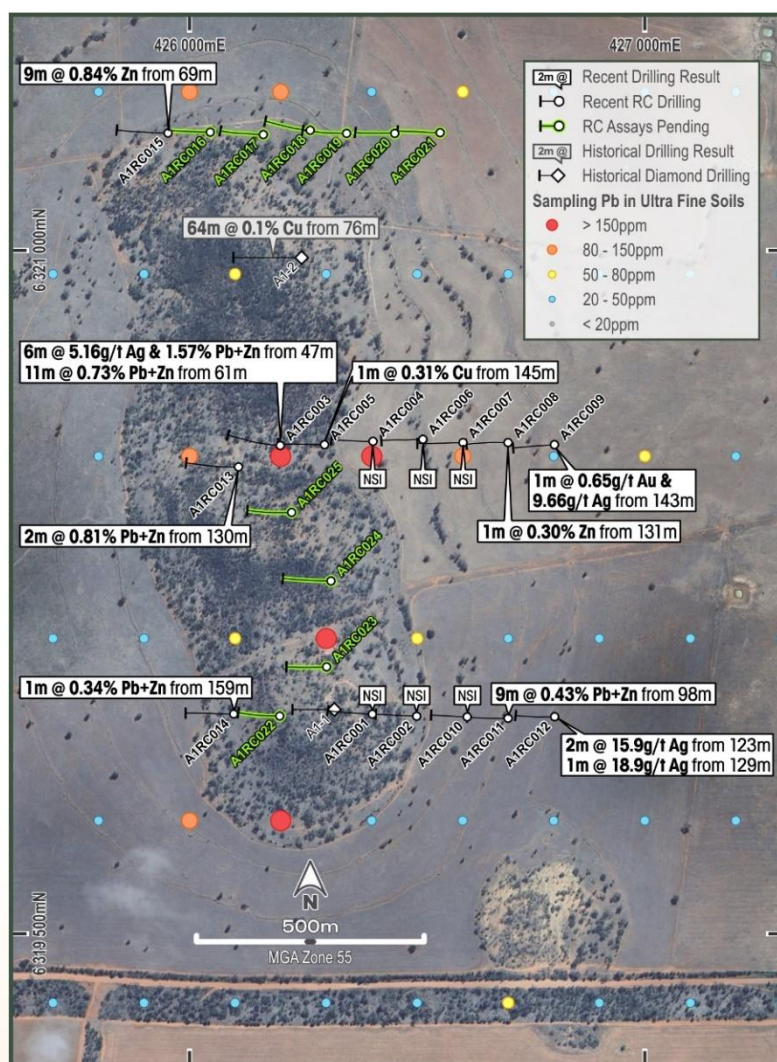 426 000mE
427 000mE
9m @ 0.84% Zn from 69m
2m @ Recent Drilling Result
Recent RC Drilling
RC Assays Pending
2m @ Historical Drilling Result
Historical Diamond Drilling
Sampling Pb in Ultra Fine Soils
> 150ppm
80 - 150ppm
50 - 80ppm
20 - 50ppm
< 20ppm
A1RC015
A1RC016
A1RC017
A1RC018
A1RC019
A1RC020
A1RC021
6 321 000mN
64m @ 0.1% Cu from 76m
A1-2
6m @ 5.16g/t Ag & 1.57% Pb+Zn from 47m
11m @ 0.73% Pb+Zn from 61m
1m @ 0.31% Cu from 145m
A1RC003
A1RC005
A1RC004
A1RC006
A1RC007
A1RC008
A1RC009
NSI
NSI
NSI
A1RC013
1m @ 0.65g/t Au &
9.66g/t Ag from 143m
A1RC025
2m @ 0.81% Pb+Zn from 130m
1m @ 0.30% Zn from 131m
A1RC024
A1RC023
1m @ 0.34% Pb+Zn from 159m
NSI
NSI
NSI
9m @ 0.43% Pb+Zn from 98m
A1RC014
A1RC022
A1-1
A1RC001
A1RC002
A1RC010
A1RC011
A1RC012
2m @ 15.9g/t Ag from 123m
1m @ 18.9g/t Ag from 129m
N
500m
MGA Zone 55
6 319 500mN